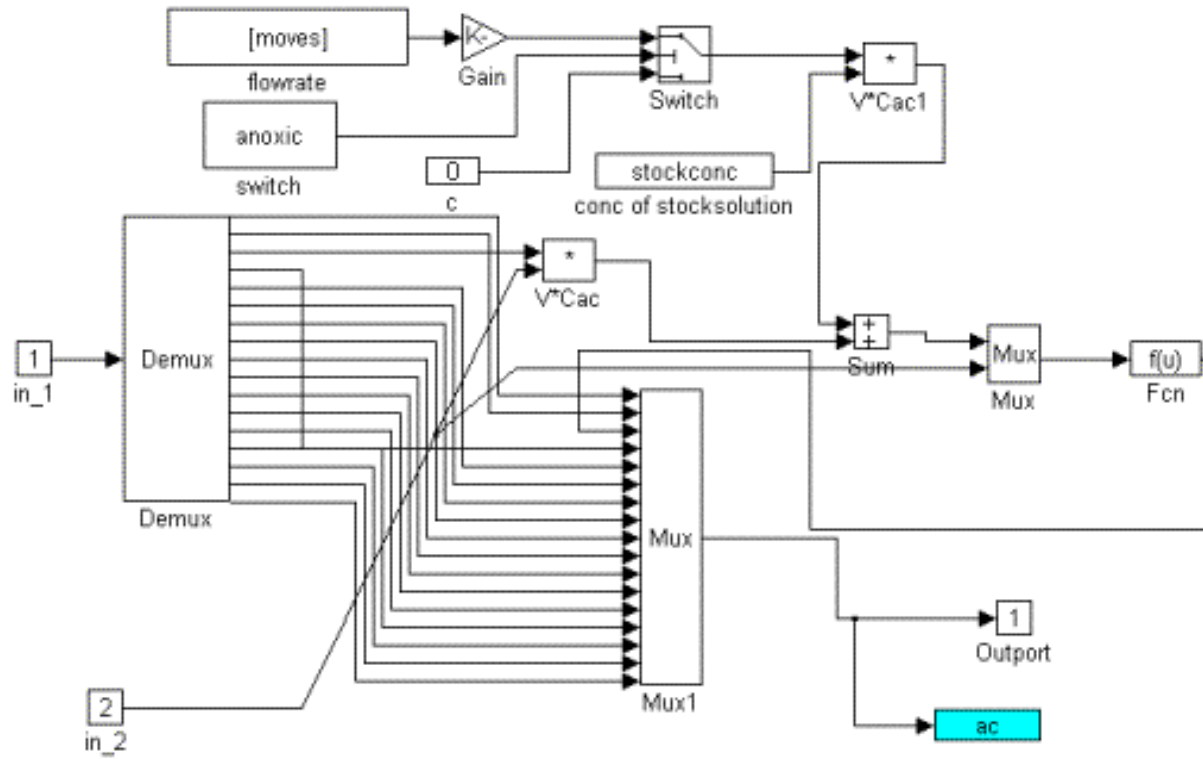 [moves]
flowrate
K-
Gain
Switch
*
V*Cac1
anoxic
switch
0
c
stockconc
conc of stocksolution
*
V*Cac
1
in_1
Demux
Demux
+
+
Sum
Mux
Mux
f(u)
Fcn
Mux
Mux1
1
Outport
2
in_2
ac